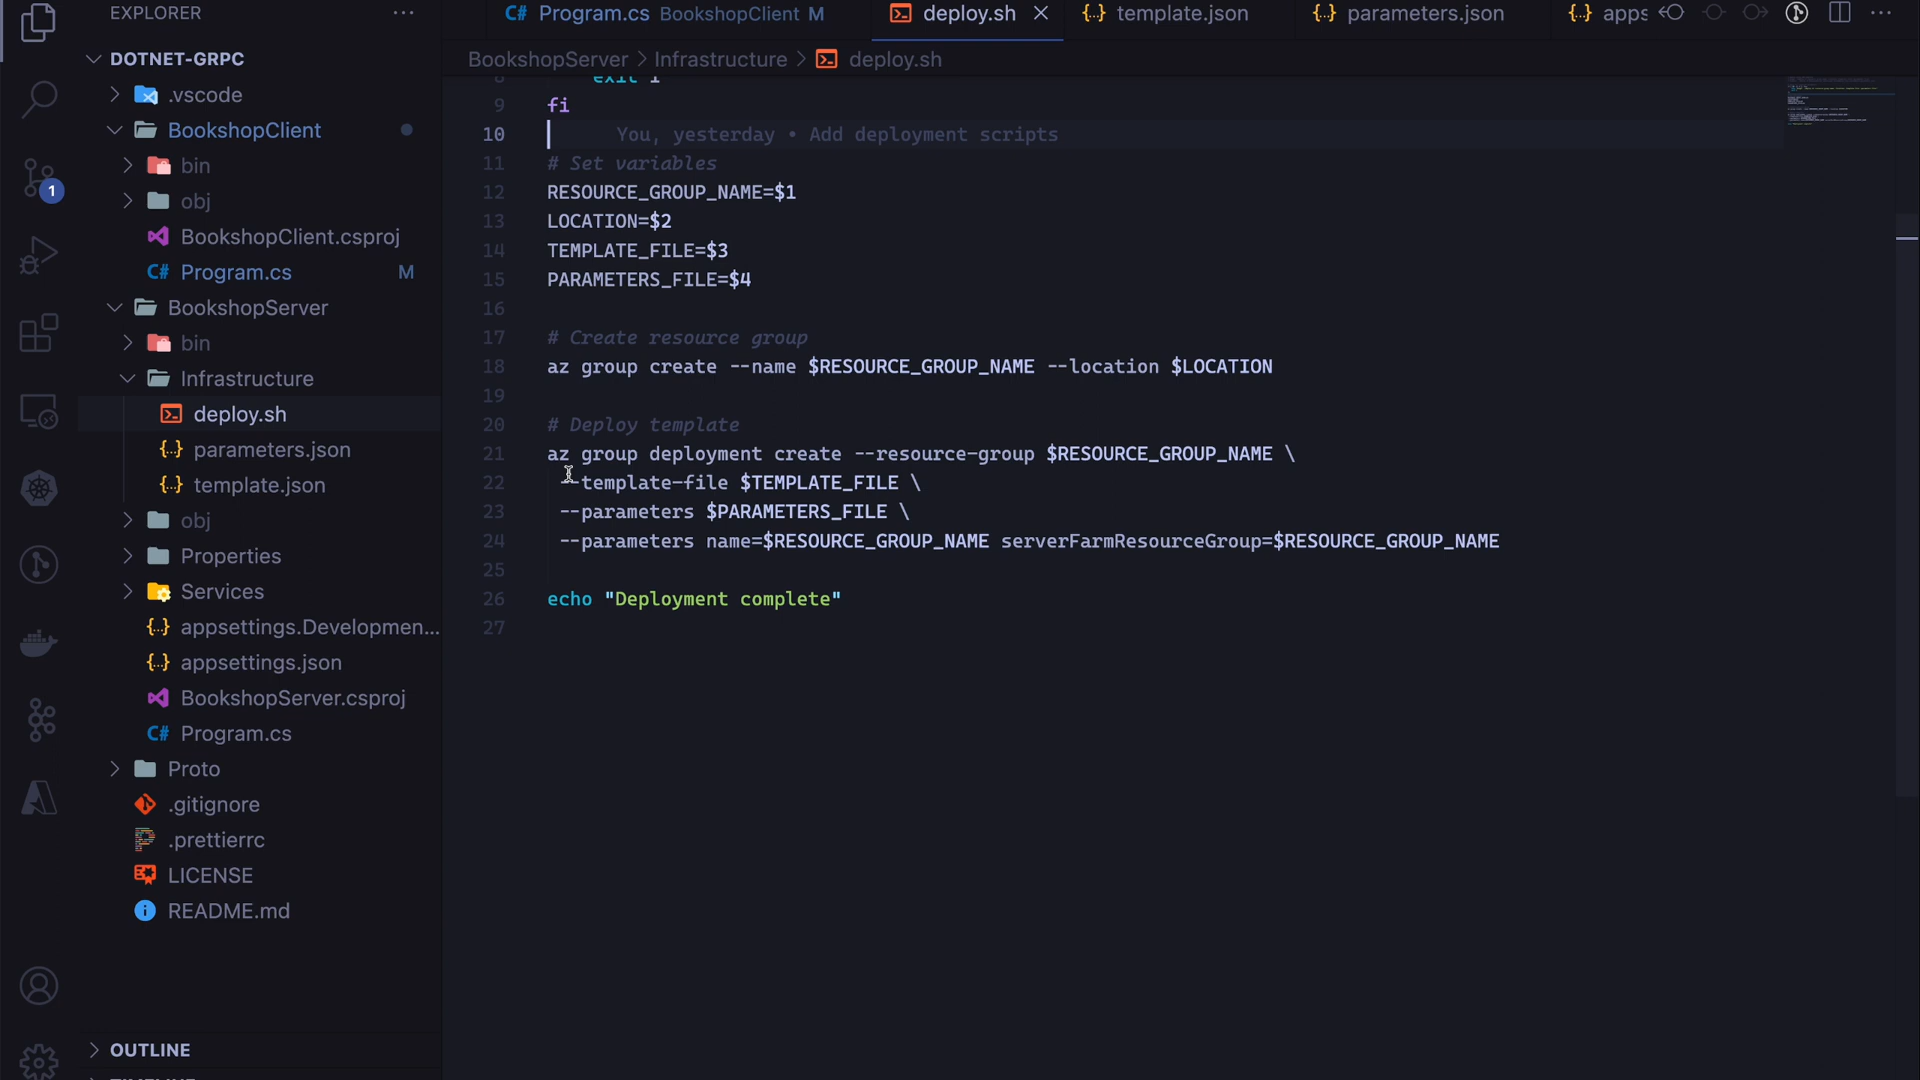 EXPLORER
DOTNET-GRPC
.vscode
BookshopClient
bin
obj
BookshopClient.csproj
Program.cs M
BookshopServer
bin
Infrastructure
deploy.sh
parameters.json
template.json
obj
Properties
Services
appsettings.Developmen...
appsettings.json
BookshopServer.csproj
Program.cs
Proto
.gitignore
.prettierrc
LICENSE
README.md
OUTLINE
1
Program.cs BookshopClient M
deploy.sh
template.json
parameters.json
apps
BookshopServer > Infrastructure > deploy.sh
8 exit 1
9 fi
10 You, yesterday • Add deployment scripts
11 # Set variables
12 RESOURCE_GROUP_NAME=$1
13 LOCATION=$2
14 TEMPLATE_FILE=$3
15 PARAMETERS_FILE=$4
16
17 # Create resource group
18 az group create --name $RESOURCE_GROUP_NAME --location $LOCATION
19
20 # Deploy template
21 az group deployment create --resource-group $RESOURCE_GROUP_NAME \
22 --template-file $TEMPLATE_FILE \
23 --parameters $PARAMETERS_FILE \
24 --parameters name=$RESOURCE_GROUP_NAME serverFarmResourceGroup=$RESOURCE_GROUP_NAME
25
26 echo "Deployment complete"
27